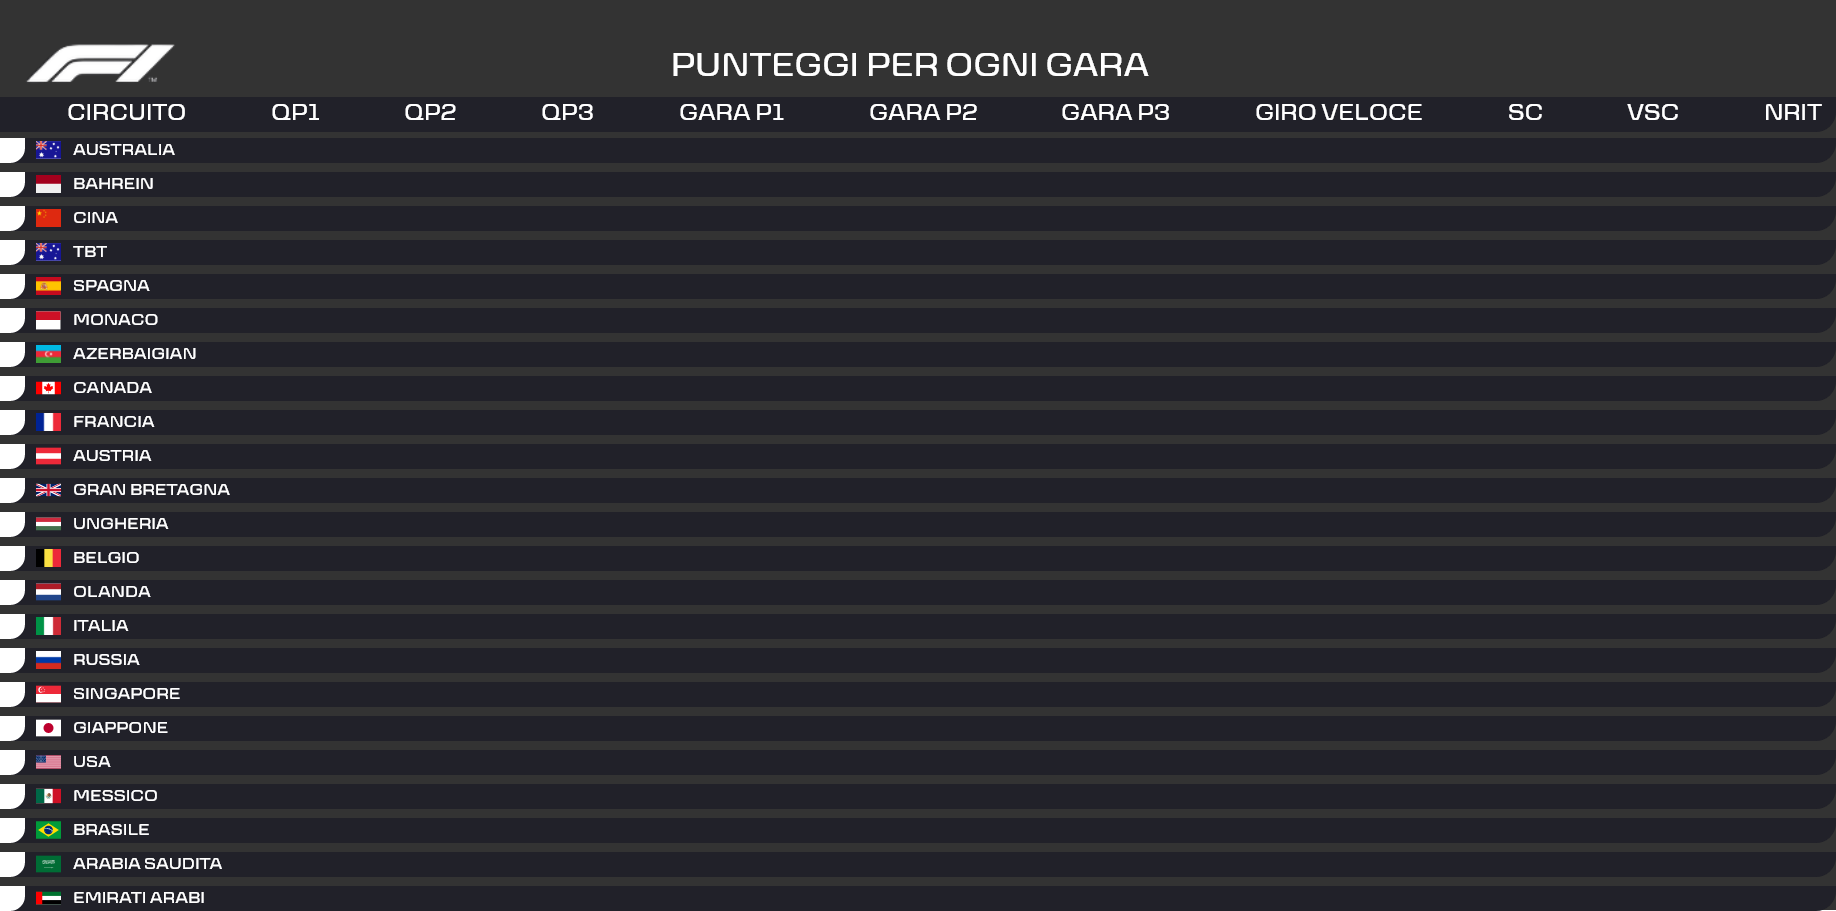 F1
PUNTEGGI PER OGNI GARA
CIRCUITO QP1 QP2 QP3 GARA P1 GARA P2 GARA P3 GIRO VELOCE SC VSC NRIT
AUSTRALIA
BAHREIN
CINA
TBT
SPAGNA
MONACO
AZERBAIGIAN
CANADA
FRANCIA
AUSTRIA
GRAN BRETAGNA
UNGHERIA
BELGIO
OLANDA
ITALIA
RUSSIA
SINGAPORE
GIAPPONE
USA
MESSICO
BRASILE
ARABIA SAUDITA
EMIRATI ARABI